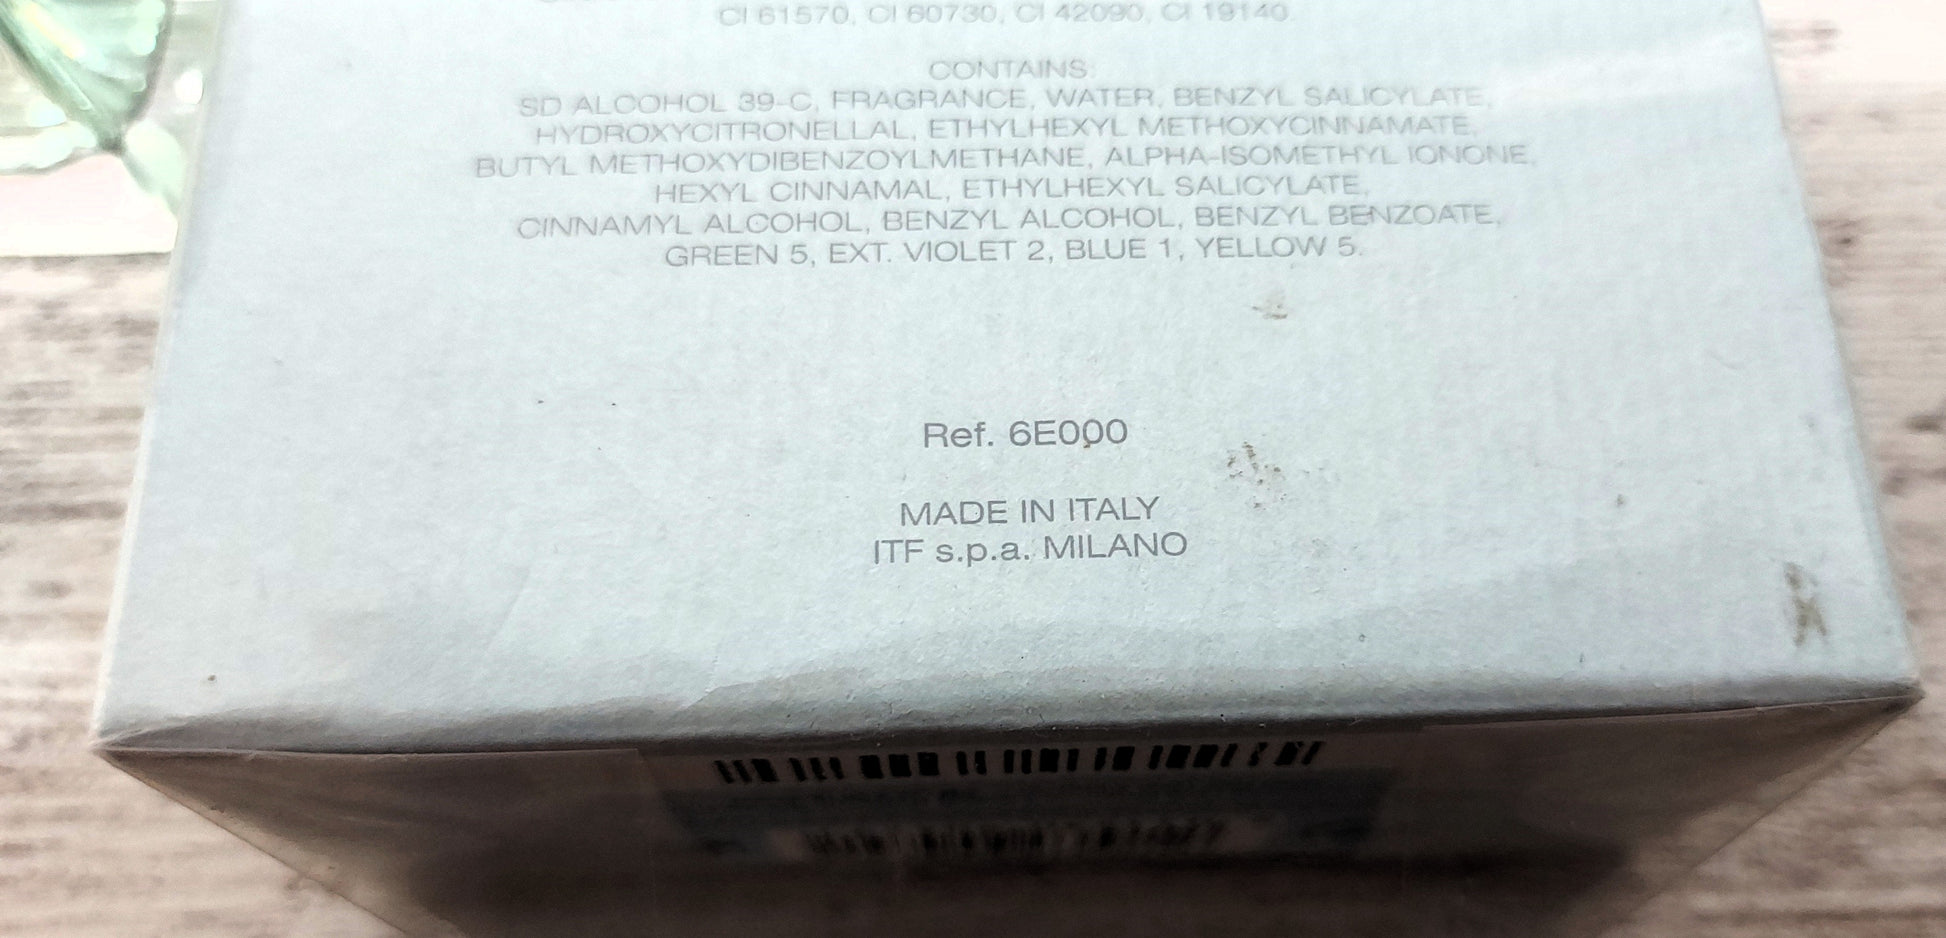 CI 61570, CI 60730, CI 42090, CI 19140.
CONTAINS:
SD ALCOHOL 39-C, FRAGRANCE, WATER, BENZYL SALICYLATE,
HYDROXYCITRONELLAL, ETHYLHEXYL METHOXYCINNAMATE,
BUTYL METHOXYDIBENZOYLMETHANE, ALPHA-ISOMETHYL IONONE,
HEXYL CINNAMAL, ETHYLHEXYL SALICYLATE,
CINNAMYL ALCOHOL, BENZYL ALCOHOL, BENZYL BENZOATE,
GREEN 5, EXT. VIOLET 2, BLUE 1, YELLOW 5.
Ref. 6E000
MADE IN ITALY
ITF s.p.a. MILANO